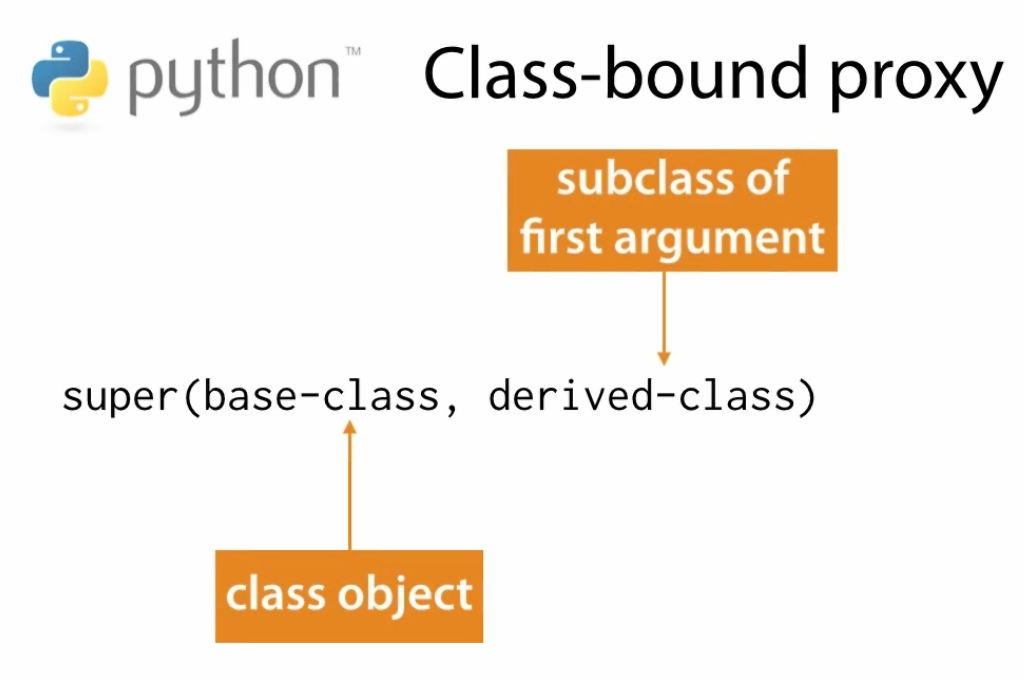 python™
Class-bound proxy
subclass of
first argument
super(base-class, derived-class)
class object